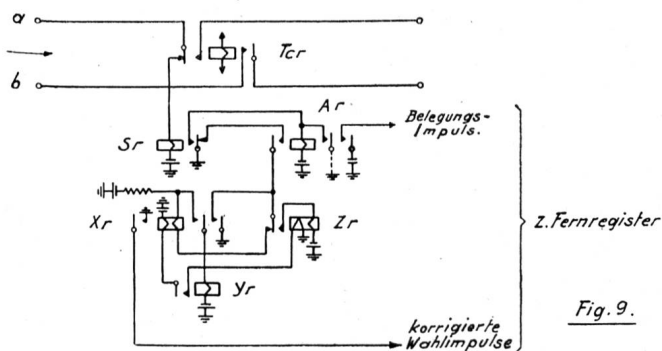 a
Tcr
b
Ar
Belegungs-
Impuls.
Sr
Xr
Zr
z. Fernregister
Yr
Fig. 9.
korrigierte
Wahlimpulse